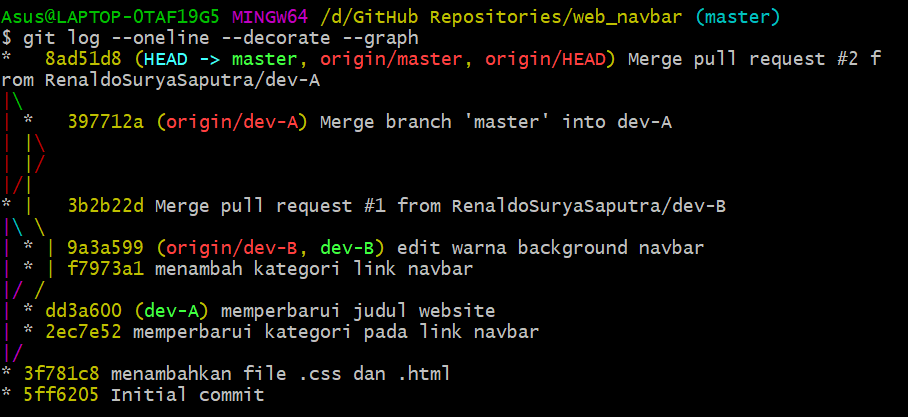 Asus@LAPTOP-0TAF19G5 MINGW64 /d/GitHub Repositories/web_navbar (master)
$ git log --oneline --decorate --graph
*   8ad51d8 (HEAD -> master, origin/master, origin/HEAD) Merge pull request #2 f
rom RenaldoSuryaSaputra/dev-A
|\
| *   397712a (origin/dev-A) Merge branch 'master' into dev-A
| |\
| |/
|/|
* |   3b2b22d Merge pull request #1 from RenaldoSuryaSaputra/dev-B
|\ \
| * | 9a3a599 (origin/dev-B, dev-B) edit warna background navbar
| * | f7973a1 menambah kategori link navbar
|/ /
| * dd3a600 (dev-A) memperbarui judul website
| * 2ec7e52 memperbarui kategori pada link navbar
|/
* 3f781c8 menambahkan file .css dan .html
* 5ff6205 Initial commit